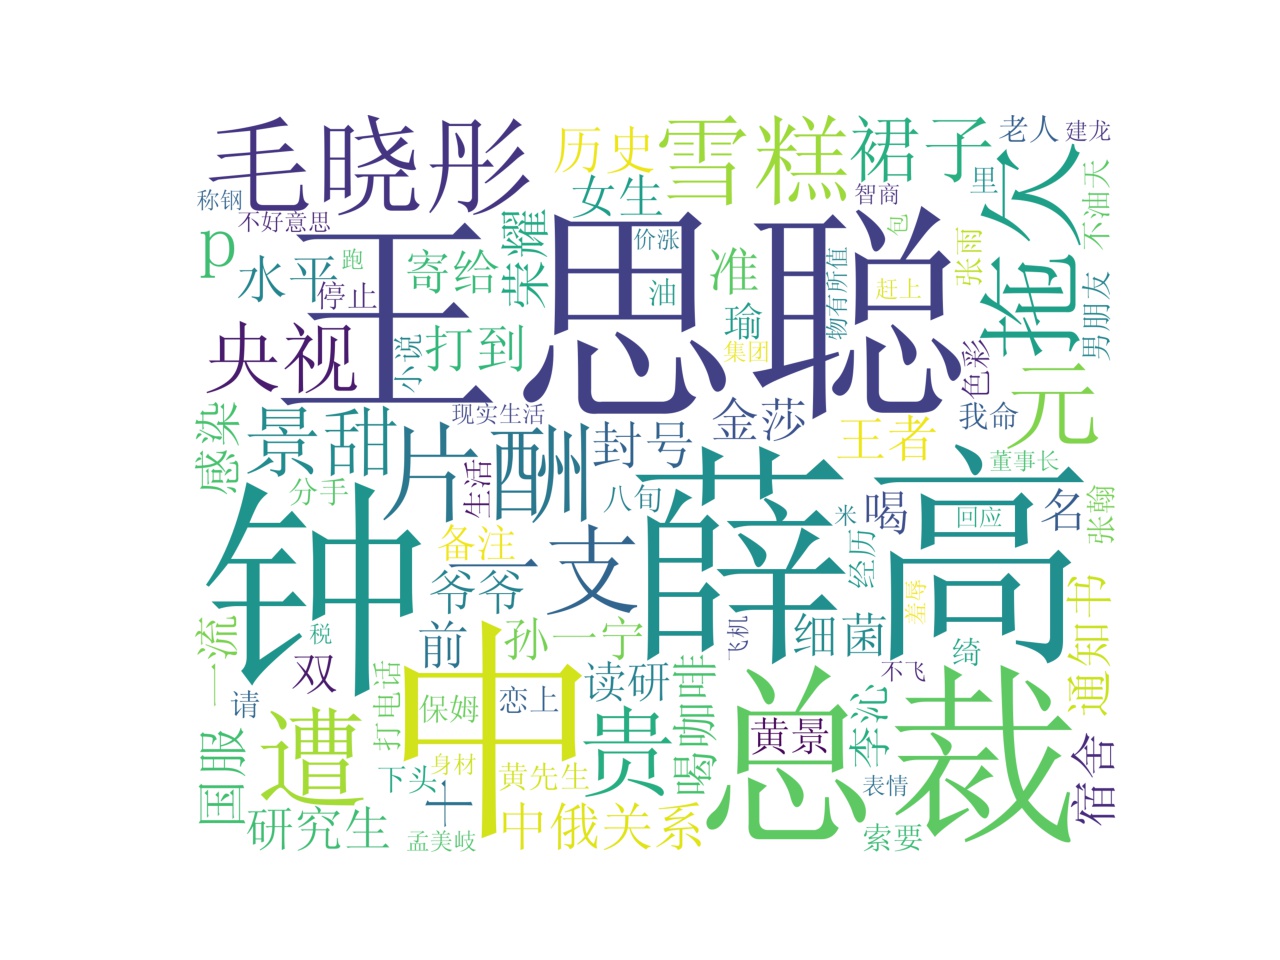 毛晓彤
历史
雪糕
裙子
老人
建龙
称钢
不好意思
女生
智商
里
拖欠
不油天
p
水平
跑
停止
寄给
荣耀
王思聪
价涨
油
准
瑜
包
物有所值
赶上
张雨
男朋友
央视
小说
打到
集团
色彩
元
感染
景甜
现实生活
片酬
封号
金莎
王者
我命
董事长
分手
生活
八旬
薛高
米
喝
回应
名
张翰
钟
备注
一支
爷爷
经历
羞辱
一流
税
双
前
孙一宁
飞机
细菌
绮
通知书
请
遭
打电话
中
保姆
恋上
读研
喝咖啡
不飞
李沁
黄景
总裁
宿舍
国服
下头
身材
十
黄先生
贵
表情
研究生
孟美岐
中俄关系
索要